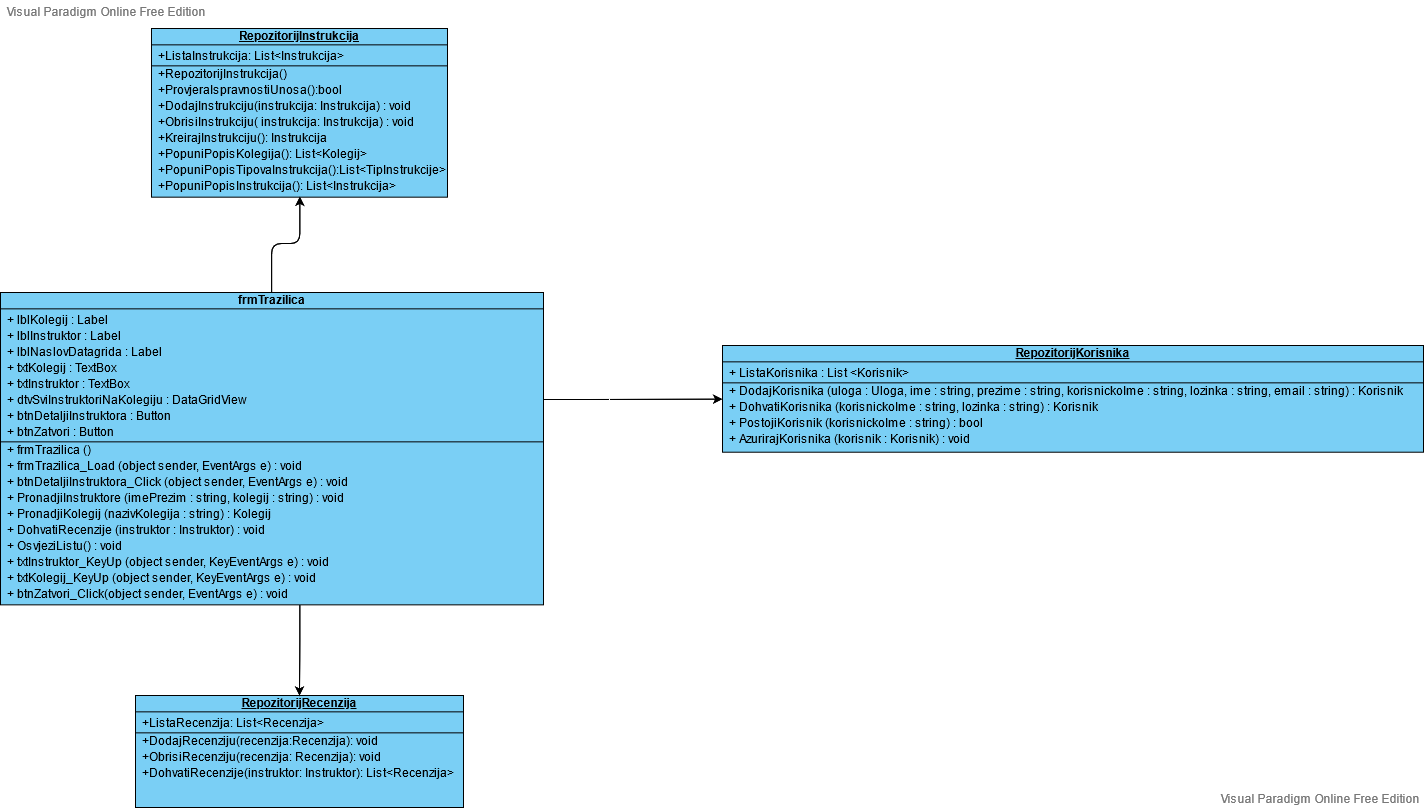 Visual Paradigm Online Free Edition
RepozitorijInstrukcija
+ListaInstrukcija: List<Instrukcija>
+RepozitorijInstrukcija()
+ProvjeraIspravnostiUnosa():bool
+DodajInstrukciju(instrukcija: Instrukcija) : void
+ObrisiInstrukciju( instrukcija: Instrukcija) : void
+KreirajInstrukciju(): Instrukcija
+PopuniPopisKolegija(): List<Kolegij>
+PopuniPopisTipovaInstrukcija():List<TipInstrukcije>
+PopuniPopisInstrukcija(): List<Instrukcija>
frmTrazilica
+ lblKolegij : Label
+ lblInstruktor : Label
+ lblNaslovDatagrida : Label
+ txtKolegij : TextBox
+ txtInstruktor : TextBox
+ dtvSviInstruktoriNaKolegiju : DataGridView
+ btnDetaljiInstruktora : Button
+ btnZatvori : Button
+ frmTrazilica ()
+ frmTrazilica_Load (object sender, EventArgs e) : void
+ btnDetaljiInstruktora_Click (object sender, EventArgs e) : void
+ PronadjiInstruktore (imePrezim : string, kolegij : string) : void
+ PronadjiKolegij (nazivKolegija : string) : Kolegij
+ DohvatiRecenzije (instruktor : Instruktor) : void
+ OsvjeziListu() : void
+ txtInstruktor_KeyUp (object sender, KeyEventArgs e) : void
+ txtKolegij_KeyUp (object sender, KeyEventArgs e) : void
+ btnZatvori_Click(object sender, EventArgs e) : void
RepozitorijKorisnika
+ ListaKorisnika : List <Korisnik>
+ DodajKorisnika (uloga : Uloga, ime : string, prezime : string, korisnickoIme : string, lozinka : string, email : string) : Korisnik
+ DohvatiKorisnika (korisnickoIme : string, lozinka : string) : Korisnik
+ PostojiKorisnik (korisnickoIme : string) : bool
+ AzurirajKorisnika (korisnik : Korisnik) : void
RepozitorijRecenzija
+ListaRecenzija: List<Recenzija>
+DodajRecenziju(recenzija:Recenzija): void
+ObrisiRecenziju(recenzija: Recenzija): void
+DohvatiRecenzije(instruktor: Instruktor): List<Recenzija>
Visual Paradigm Online Free Edition